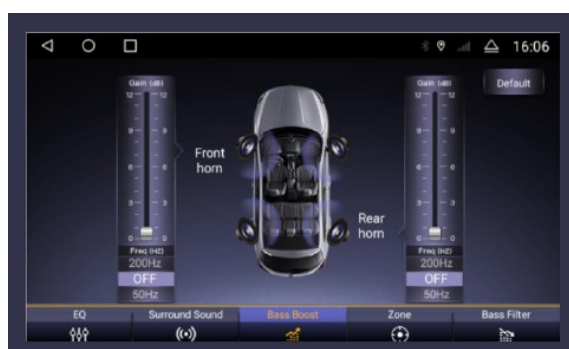 16:06
Gain (dB)
12 12
9 9
6 6
3 3
0 0
Freq (HZ)
200Hz
OFF
50Hz
Front
horn
Rear
horn
Gain (dB)
12 12
9 9
6 6
3 3
0 0
Freq (HZ)
200Hz
OFF
50Hz
Default
EQ Surround Sound Bass Boost Zone Bass Filter